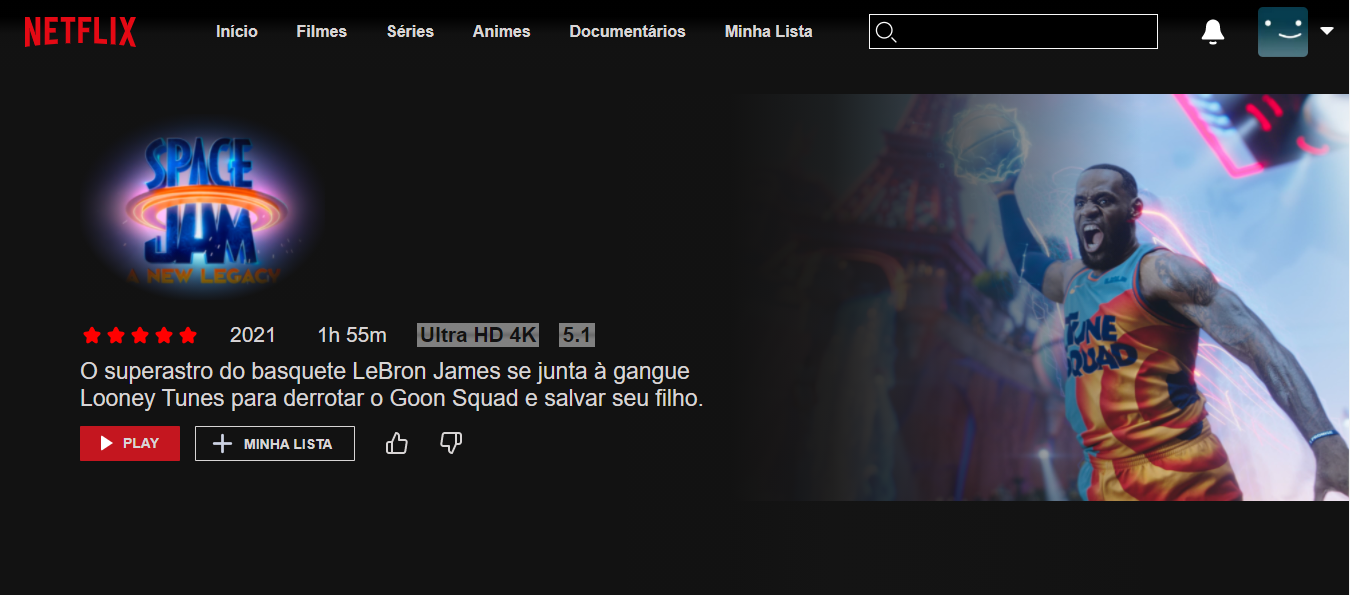 NETFLIX
Início Filmes Séries Animes Documentários Minha Lista
SPACE
JAM
A NEW LEGACY
2021 1h 55m Ultra HD 4K 5.1
O superastro do basquete LeBron James se junta à gangue
Looney Tunes para derrotar o Goon Squad e salvar seu filho.
PLAY MINHA LISTA
TUNE
SQUAD